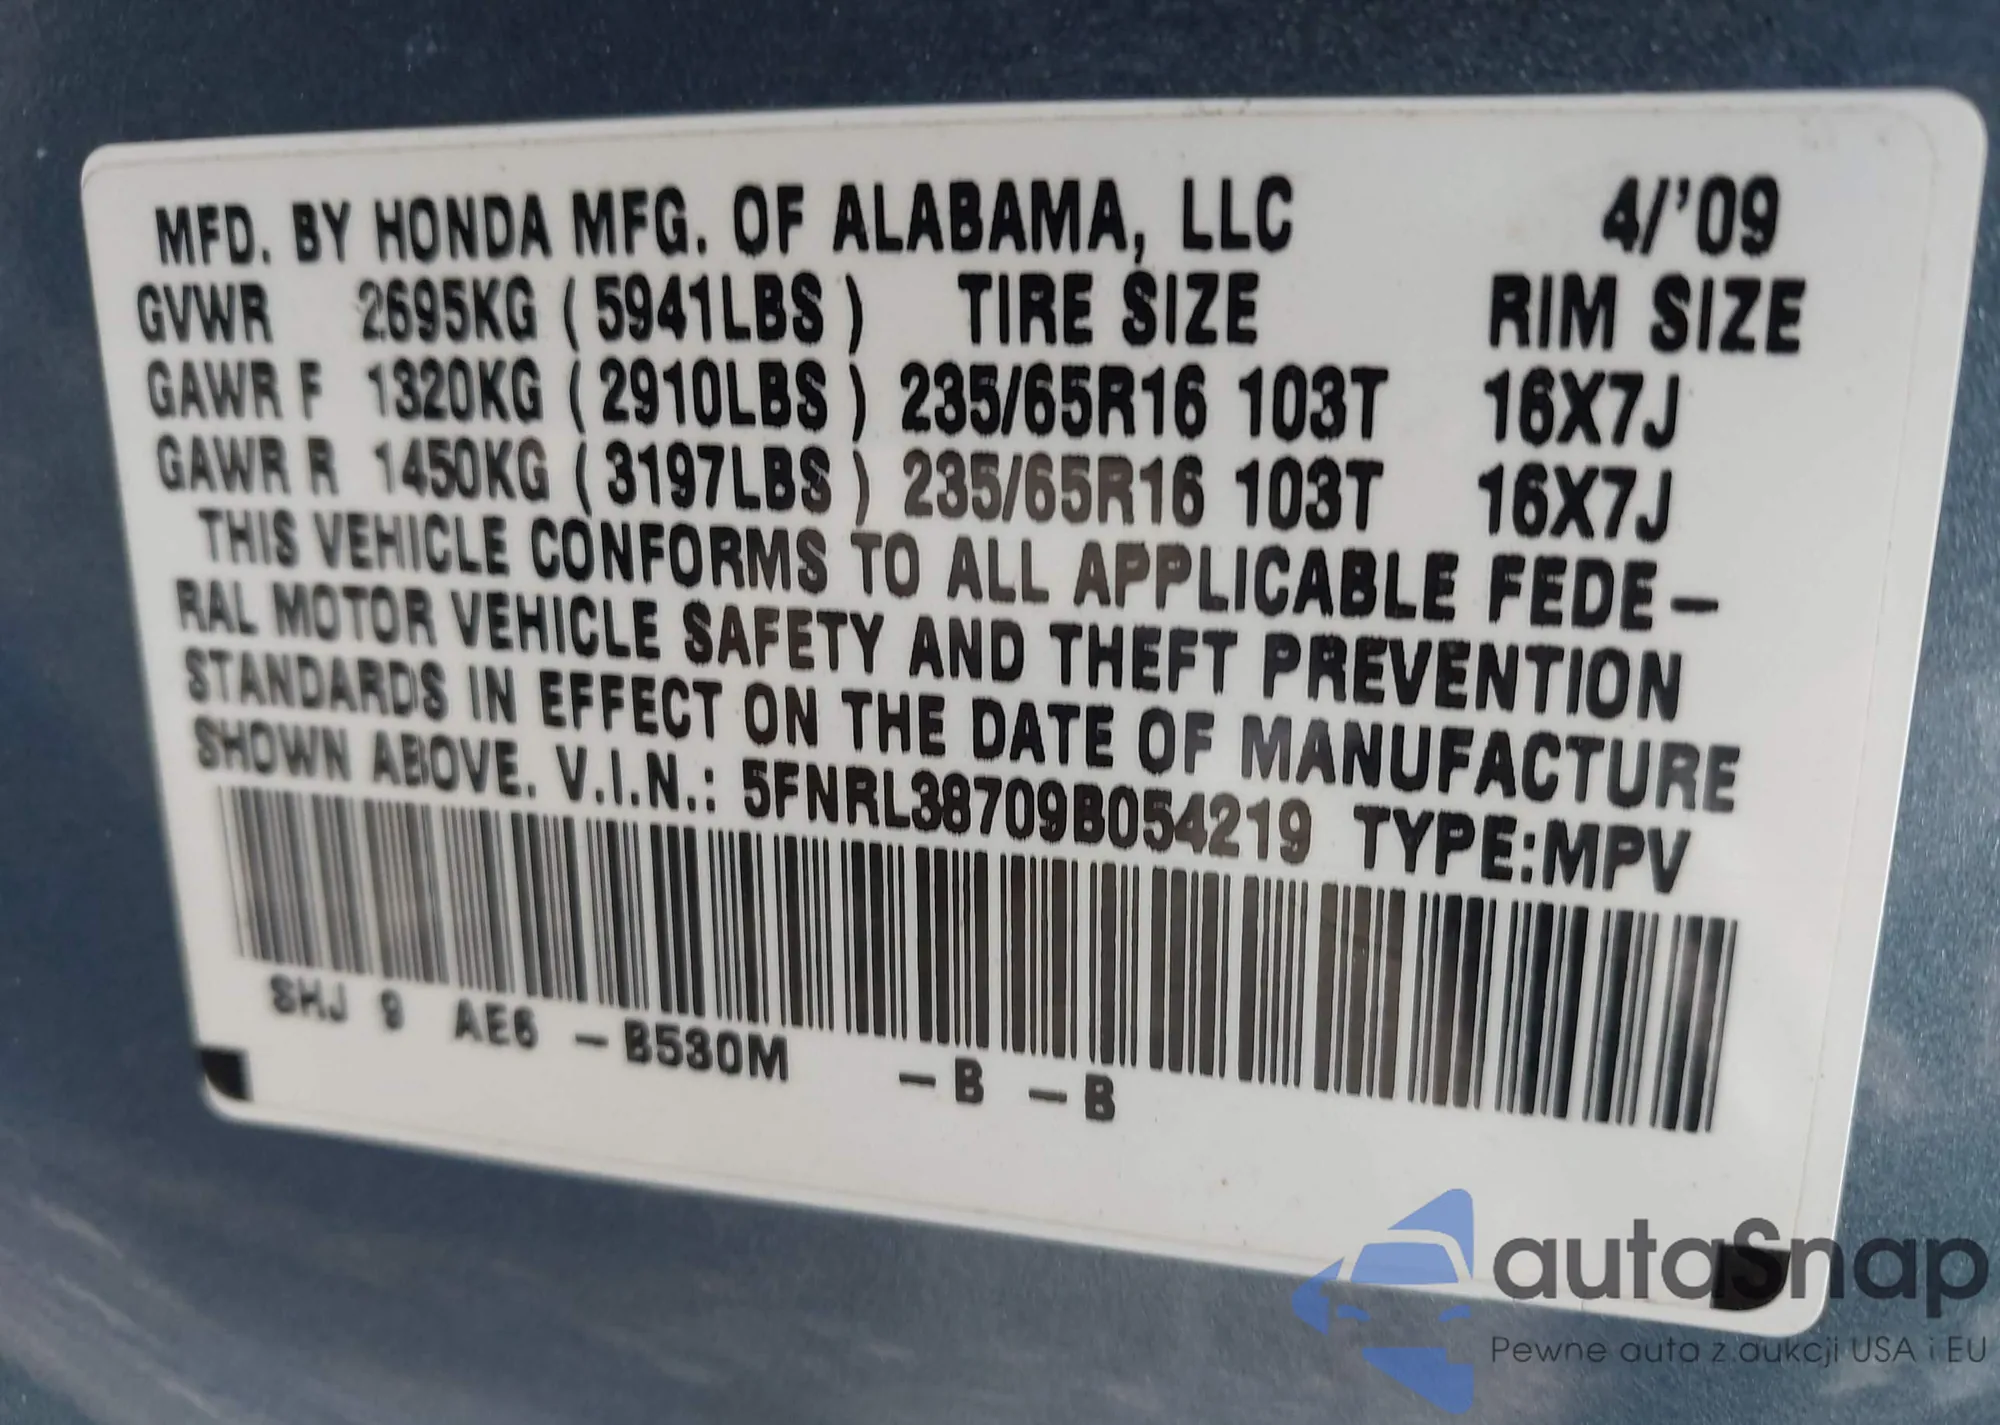 MFD. BY HONDA MFG. OF ALABAMA, LLC 4/'09
GVWR 2695KG ( 5941LBS ) TIRE SIZE RIM SIZE
GAWR F 1320KG ( 2910LBS ) 235/65R16 103T 16X7J
GAWR R 1450KG ( 3197LBS ) 235/65R16 103T 16X7J
THIS VEHICLE CONFORMS TO ALL APPLICABLE FEDE-
RAL MOTOR VEHICLE SAFETY AND THEFT PREVENTION
STANDARDS IN EFFECT ON THE DATE OF MANUFACTURE
SHOWN ABOVE. V.I.N.: 5FNRL38709B054219 TYPE:MPV
SHJ 9 AE6 -B530M -B -B
autoSnap
Pewne auto z aukcji USA i EU